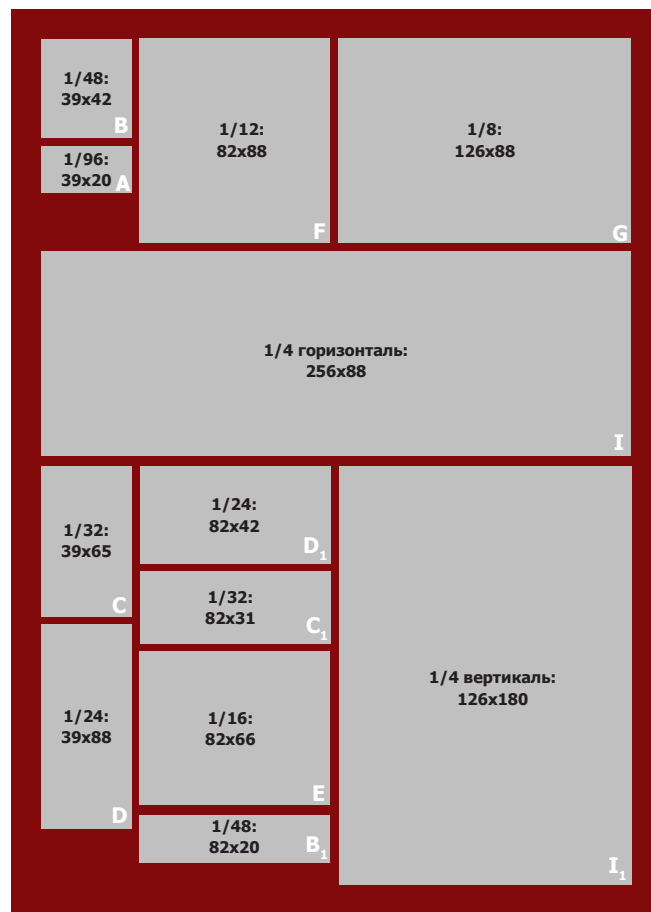 1/48:
39x42
B
1/96:
39x20
A
1/12:
82x88
F
1/8:
126x88
G
1/4 горизонталь:
256x88
I
1/32:
39x65
C
1/24:
82x42
D1
1/32:
82x31
C1
1/24:
39x88
D
1/16:
82x66
E
1/48:
82x20
B1
1/4 вертикаль:
126x180
I1